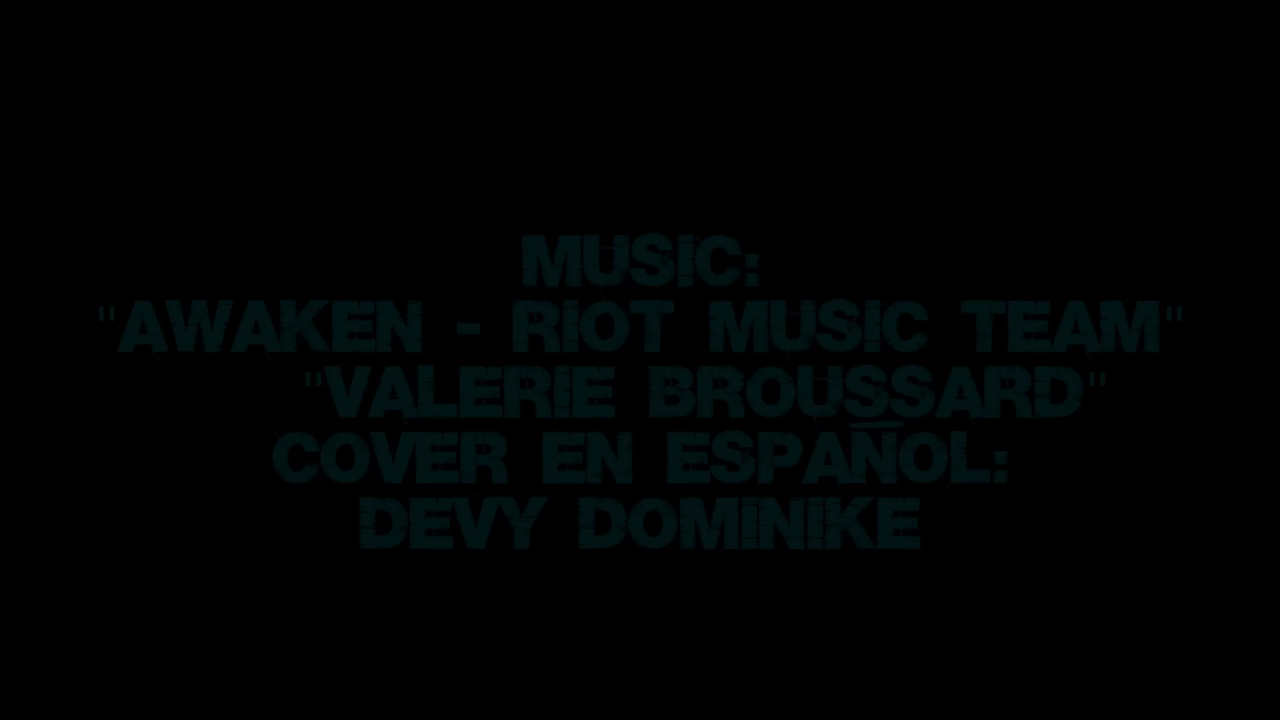 MUSIC:
"AWAKEN - RIOT MUSIC TEAM"
"VALERIE BROUSSARD"
COVER EN ESPAÑOL:
DEVY DOMINIKE